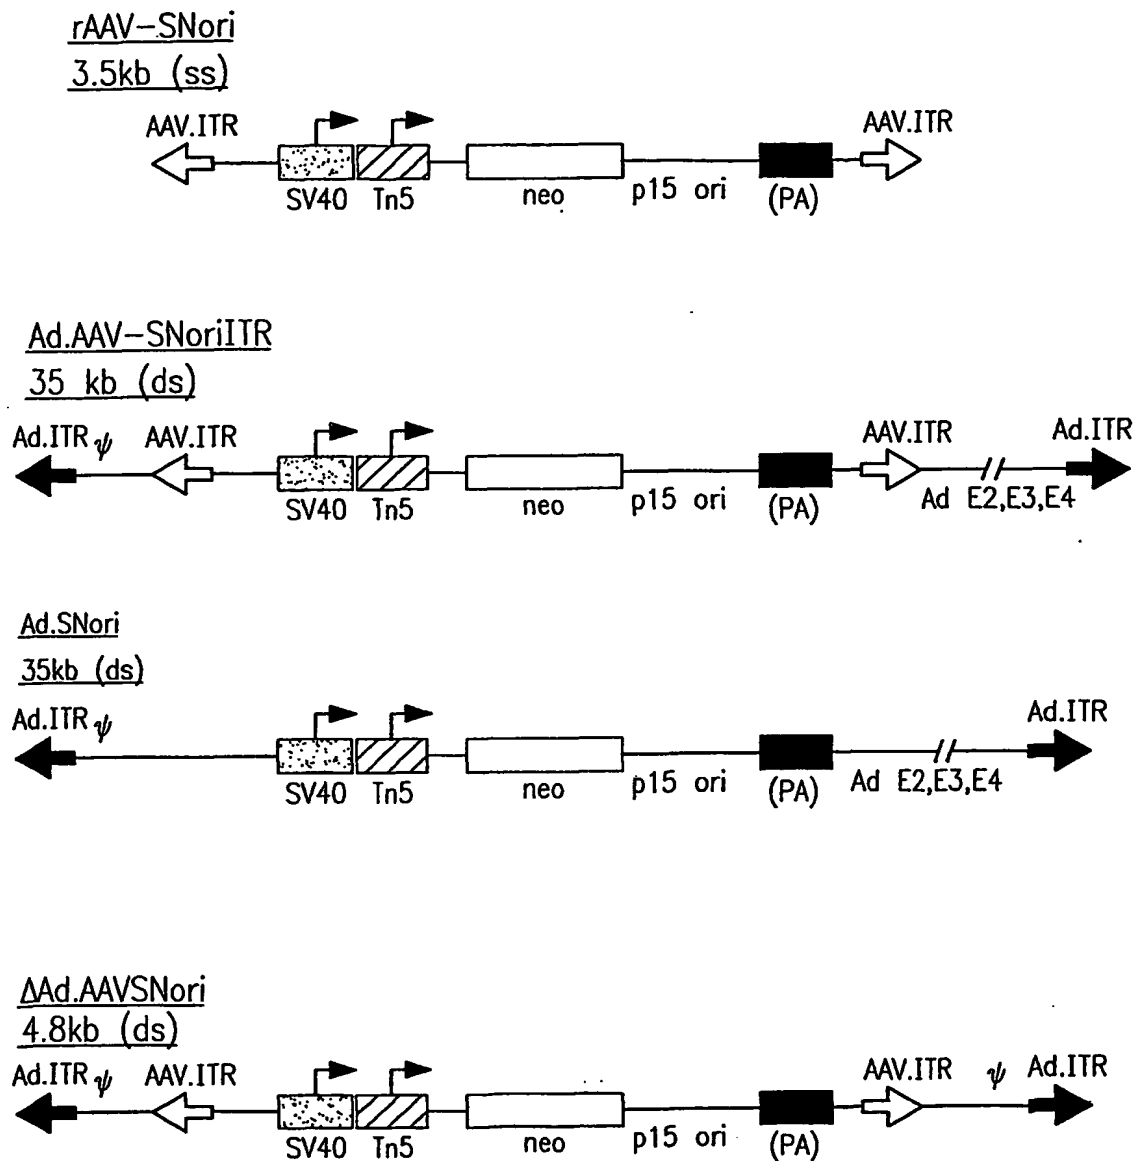 rAAV-SNori
3.5kb (ss)
AAV.ITR AAV.ITR
SV40 Tn5 neo p15 ori (PA)
Ad.AAV-SNoriITR
35 kb (ds)
Ad.ITR ψ AAV.ITR AAV.ITR Ad.ITR
SV40 Tn5 neo p15 ori (PA) Ad E2,E3,E4
Ad.SNori
35kb (ds)
Ad.ITR ψ Ad.ITR
SV40 Tn5 neo p15 ori (PA) Ad E2,E3,E4
ΔAd.AAVSNori
4.8kb (ds)
Ad.ITR ψ AAV.ITR AAV.ITR ψ Ad.ITR
SV40 Tn5 neo p15 ori (PA)